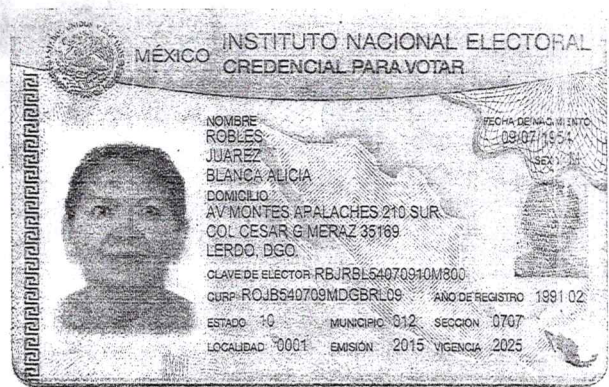 MÉXICO
INSTITUTO NACIONAL ELECTORAL
CREDENCIAL PARA VOTAR
NOMBRE
ROBLES
JUAREZ
BLANCA ALICIA
FECHA DE NACIMIENTO
09/07/1954
SEXO M
DOMICILIO
AV MONTES APALACHES 210 SUR
COL CESAR G MERAZ 35169
LERDO, DGO.
CLAVE DE ELECTOR RBJRBL54070910M800
CURP ROJB540709MDGBRL09 AÑO DE REGISTRO 1991 02
ESTADO 10 MUNICIPIO 012 SECCIÓN 0707
LOCALIDAD 0001 EMISIÓN 2015 VIGENCIA 2025